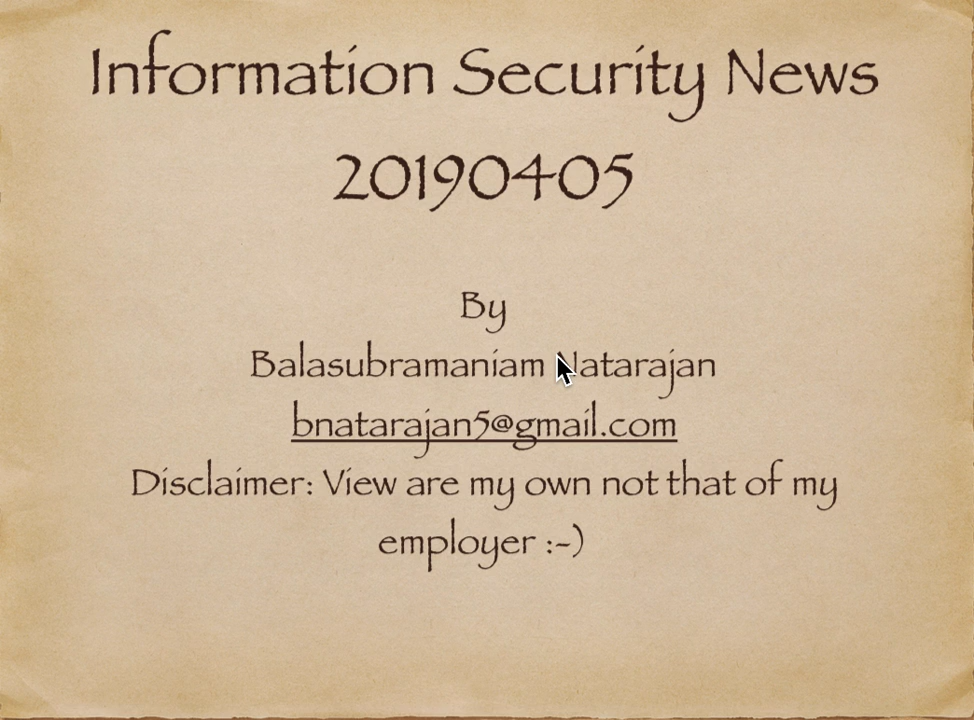 Information Security News
20190405
By
Balasubramaniam Natarajan
bnatarajan5@gmail.com
Disclaimer: View are my own not that of my
employer :-)